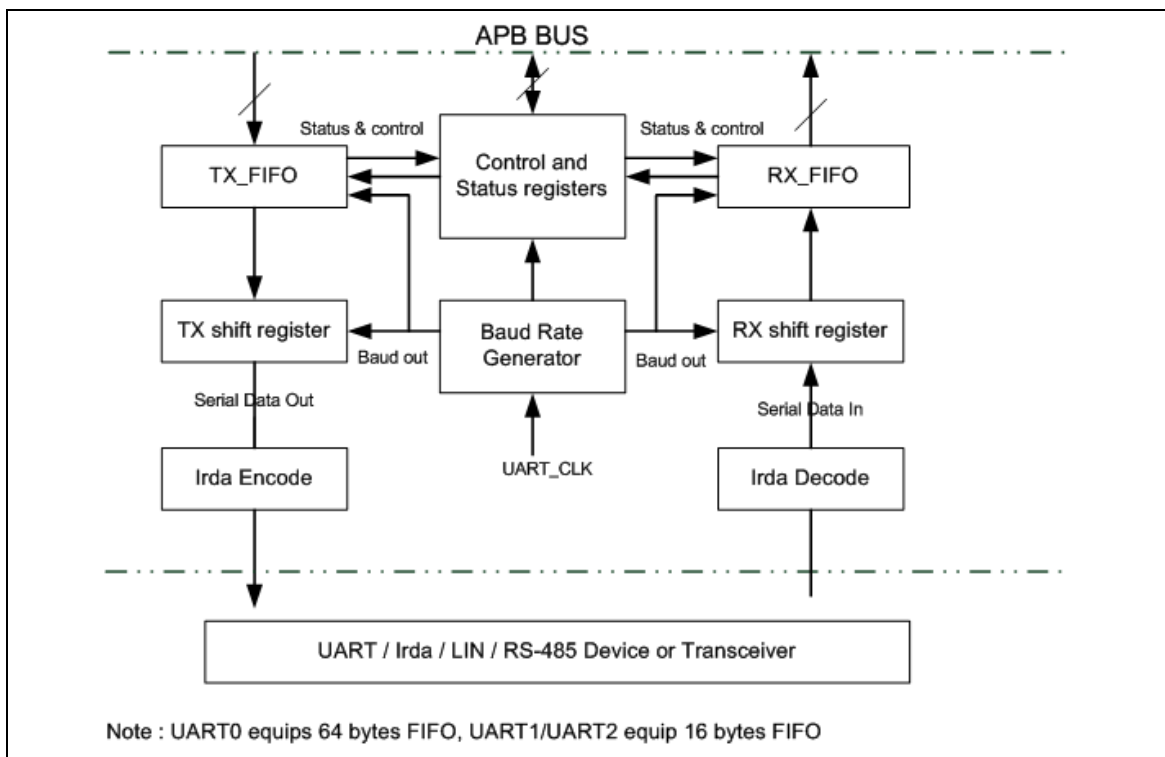 APB BUS
Status & control
Status & control
TX_FIFO
Control and
Status registers
RX_FIFO
TX shift register
Baud Rate
Generator
RX shift register
Baud out
Baud out
Serial Data Out
Serial Data In
Irda Encode
UART_CLK
Irda Decode
UART / Irda / LIN / RS-485 Device or Transceiver
Note : UART0 equips 64 bytes FIFO, UART1/UART2 equip 16 bytes FIFO